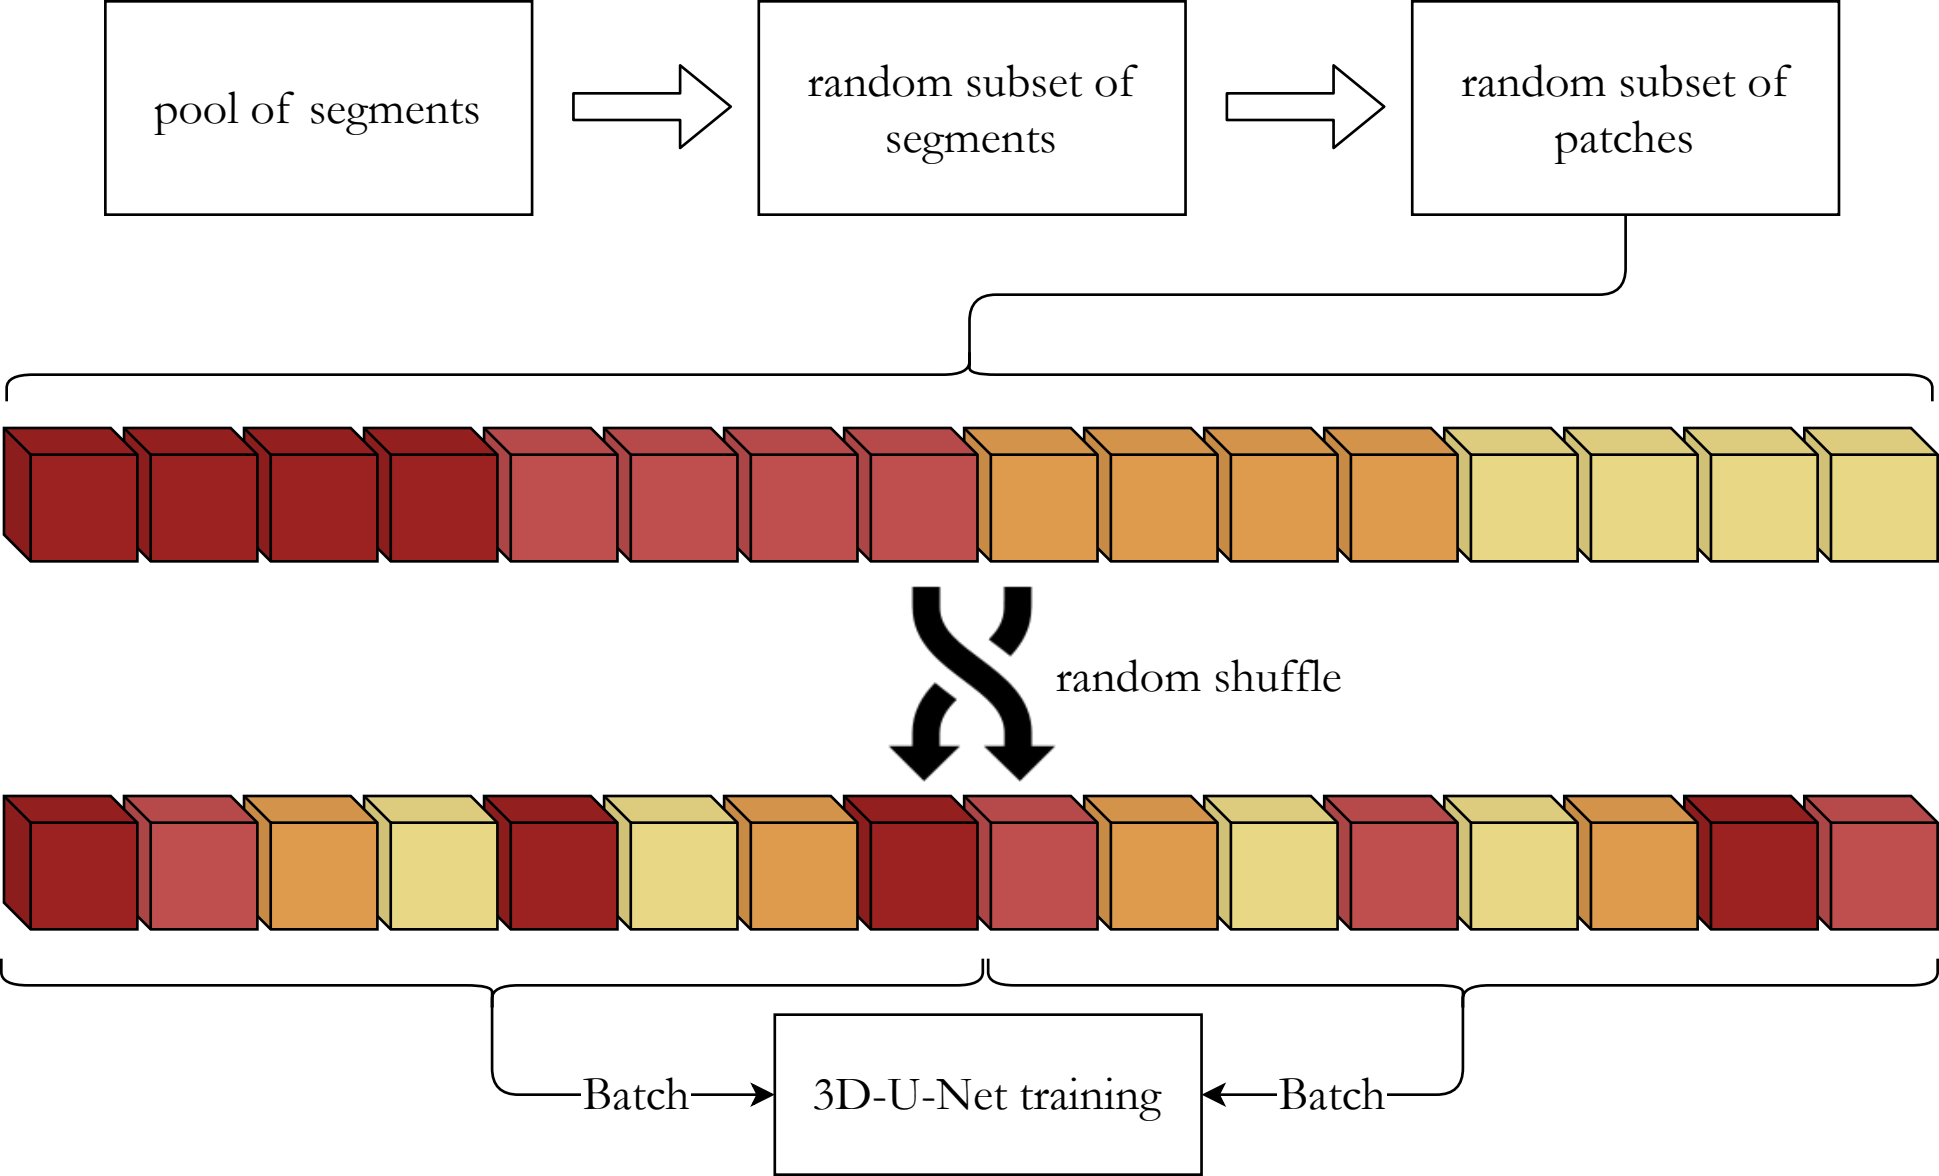 pool of segments
random subset of
segments
random subset of
patches
random shuffle
Batch
3D-U-Net training
Batch